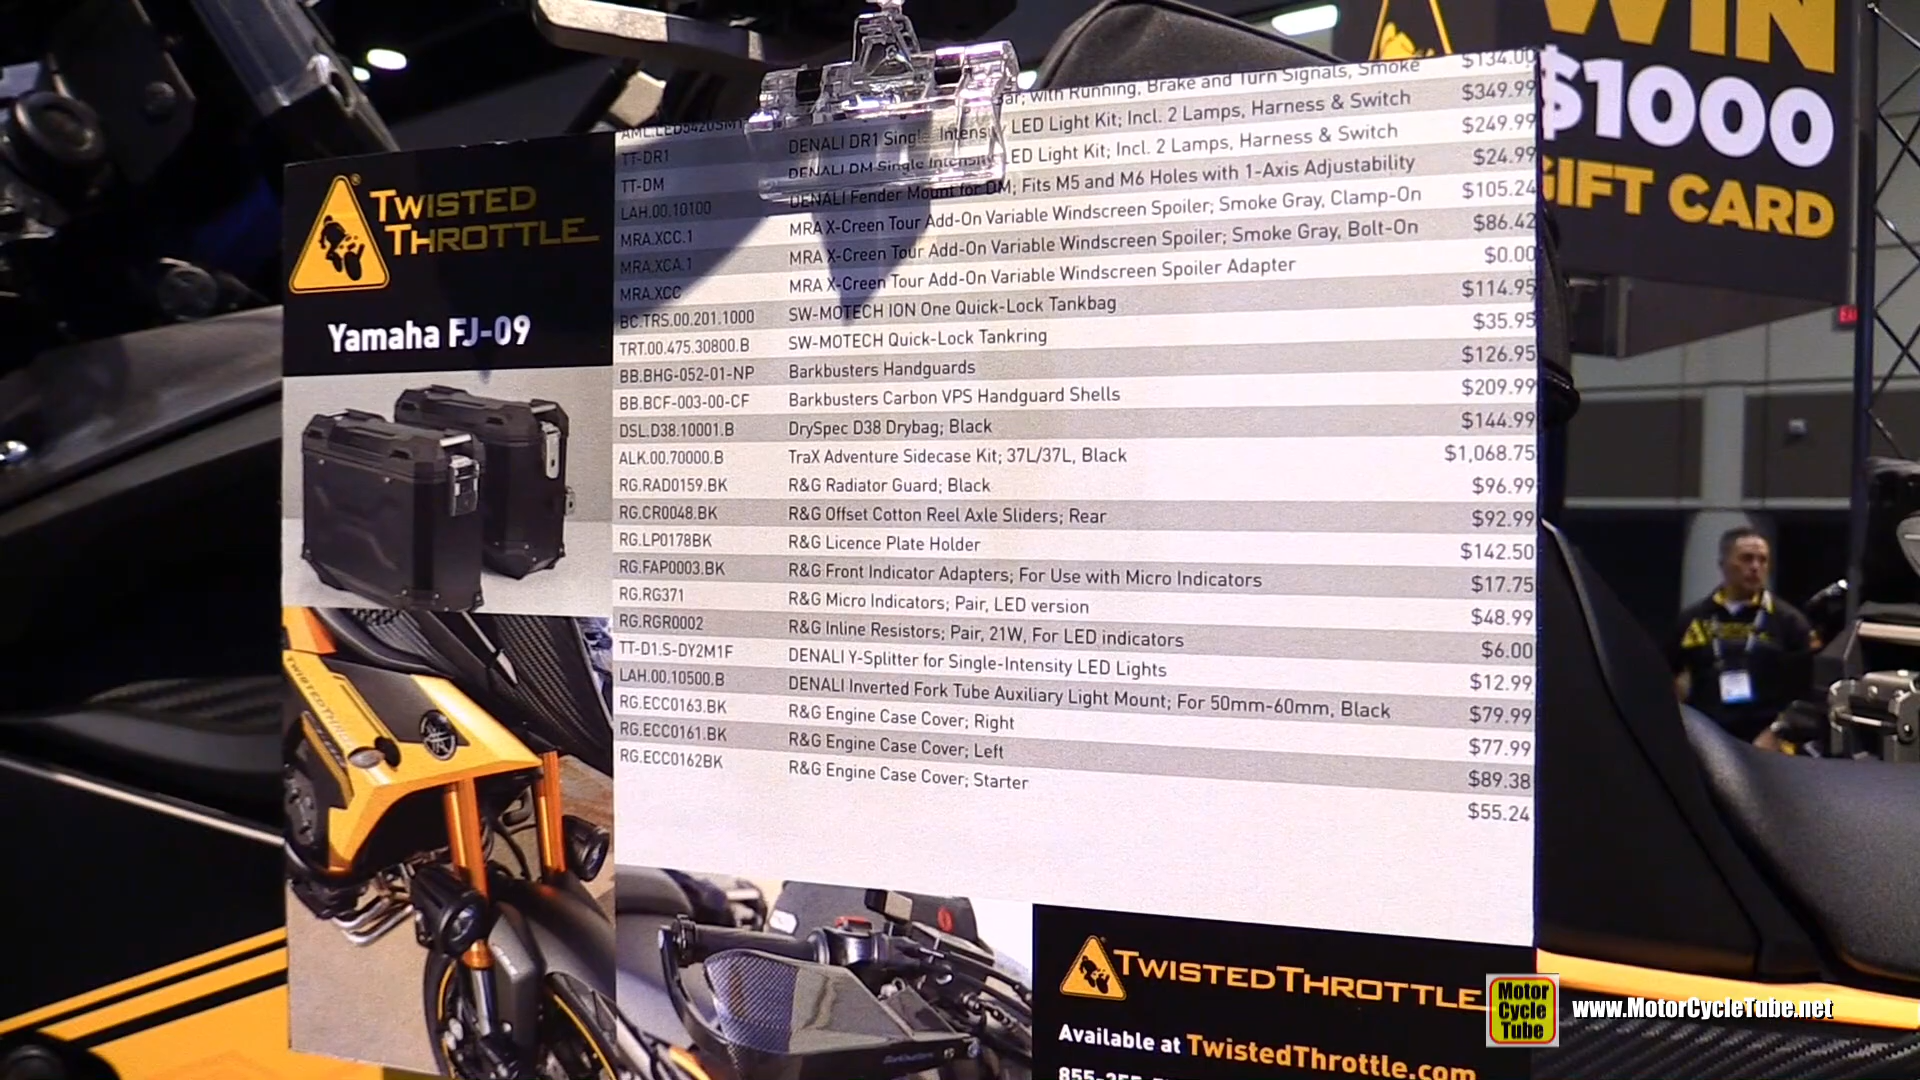 WIN
$1000
GIFT CARD
TWISTED
THROTTLE
Yamaha FJ-09
AML.LED5420SMT with Running, Brake and Turn Signals, Smoke $134.00
TT-DR1 DENALI DR1 Single Intensity LED Light Kit; Incl. 2 Lamps, Harness & Switch $349.99
TT-DM DENALI DM Single Intensity LED Light Kit; Incl. 2 Lamps, Harness & Switch $249.99
LAH.00.10100 DENALI Fender Mount for DM; Fits M5 and M6 Holes with 1-Axis Adjustability $24.99
MRA.XCC.1 MRA X-Creen Tour Add-On Variable Windscreen Spoiler; Smoke Gray, Clamp-On $105.24
MRA.XCA.1 MRA X-Creen Tour Add-On Variable Windscreen Spoiler; Smoke Gray, Bolt-On $86.42
MRA.XCC MRA X-Creen Tour Add-On Variable Windscreen Spoiler Adapter $0.00
BC.TRS.00.201.1000 SW-MOTECH ION One Quick-Lock Tankbag $114.95
TRT.00.475.30800.B SW-MOTECH Quick-Lock Tankring $35.95
BB.BHG-052-01-NP Barkbusters Handguards $126.95
BB.BCF-003-00-CF Barkbusters Carbon VPS Handguard Shells $209.99
DSL.D38.10001.B DrySpec D38 Drybag; Black $144.99
ALK.00.70000.B TraX Adventure Sidecase Kit; 37L/37L, Black $1,068.75
RG.RAD0159.BK R&G Radiator Guard; Black $96.99
RG.CR0048.BK R&G Offset Cotton Reel Axle Sliders; Rear $92.99
RG.LP0178BK R&G Licence Plate Holder $142.50
RG.FAP0003.BK R&G Front Indicator Adapters; For Use with Micro Indicators $17.75
RG.RG371 R&G Micro Indicators; Pair, LED version $48.99
RG.RGR0002 R&G Inline Resistors; Pair, 21W, For LED indicators $6.00
TT-D1.S-DY2M1F DENALI Y-Splitter for Single-Intensity LED Lights $12.99
LAH.00.10500.B DENALI Inverted Fork Tube Auxiliary Light Mount; For 50mm-60mm, Black $79.99
RG.ECC0163.BK R&G Engine Case Cover; Right $77.99
RG.ECC0161.BK R&G Engine Case Cover; Left $89.38
RG.ECC0162BK R&G Engine Case Cover; Starter $55.24
TWISTEDTHROTTLE
Available at TwistedThrottle.com
Motor
Cycle
Tube
www.MotorCycleTube.net